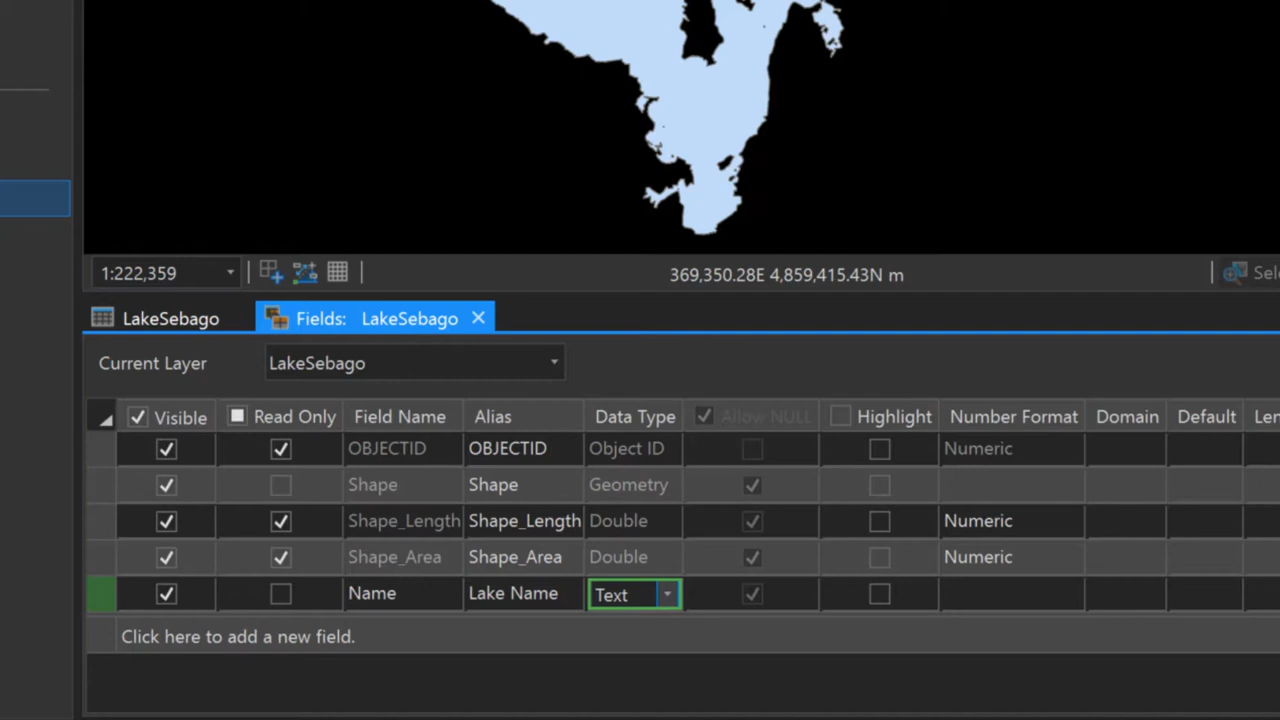 1:222,359
369,350.28E 4,859,415.43N m
LakeSebago
Fields: LakeSebago
Current Layer
LakeSebago
Visible Read Only Field Name Alias Data Type Allow NULL Highlight Number Format Domain Default
OBJECTID OBJECTID Object ID Numeric
Shape Shape Geometry
Shape_Length Shape_Length Double Numeric
Shape_Area Shape_Area Double Numeric
Name Lake Name Text
Click here to add a new field.